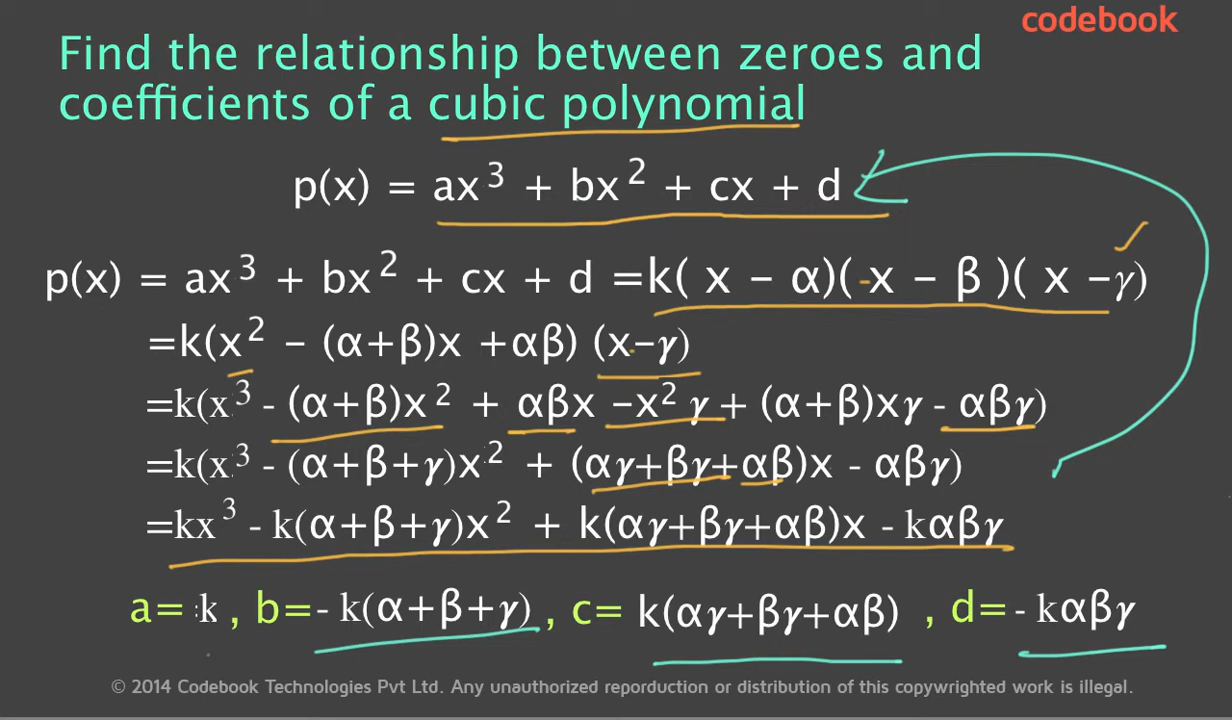 codebook
Find the relationship between zeroes and
coefficients of a cubic polynomial
p(x) = ax³ + bx² + cx + d
p(x) = ax³ + bx² + cx + d =k( x – α)( x – β )( x –γ)
=k(x² – (α+β)x +αβ) (x–γ)
=k(x³ - (α+β)x² + αβx –x² γ + (α+β)xγ - αβγ)
=k(x³ - (α+β+γ)x² + (αγ+βγ+αβ)x - αβγ)
=kx³ - k(α+β+γ)x² + k(αγ+βγ+αβ)x - kαβγ
a= k , b=- k(α+β+γ) , c= k(αγ+βγ+αβ) , d=- kαβγ
© 2014 Codebook Technologies Pvt Ltd. Any unauthorized reporduction or distribution of this copywrighted work is illegal.